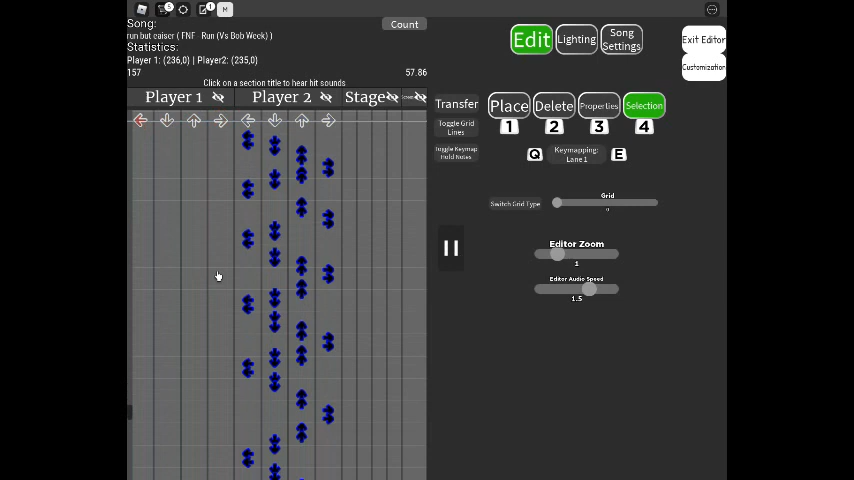 5
1
M
Song:
run but eaiser ( FNF - Run (Vs Bob Week) )
Statistics:
Player 1: (236,0) | Player2: (235,0)
157
57.86
Count
Click on a section title to hear hit sounds
Player 1
Player 2
Stage
Edit
Lighting
Song
Settings
Exit Editor
Customization
Transfer
Place
Delete
Properties
Selection
1
2
3
4
Toggle Grid
Lines
Toggle Keymap
Hold Notes
Q
Keymapping:
Lane 1
E
Switch Grid Type
Grid
Editor Zoom
1
Editor Audio Speed
1.5